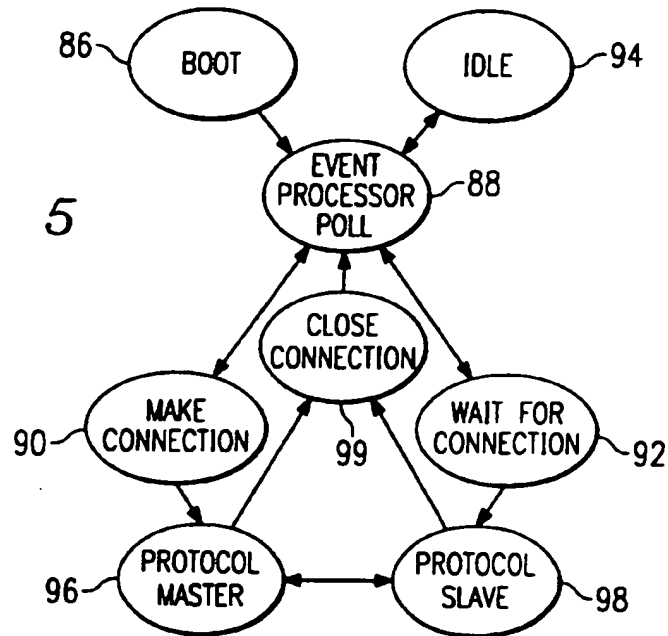 86
BOOT
IDLE
94
EVENT
PROCESSOR
POLL
88
5
CLOSE
CONNECTION
99
MAKE
CONNECTION
90
WAIT FOR
CONNECTION
92
PROTOCOL
MASTER
96
PROTOCOL
SLAVE
98